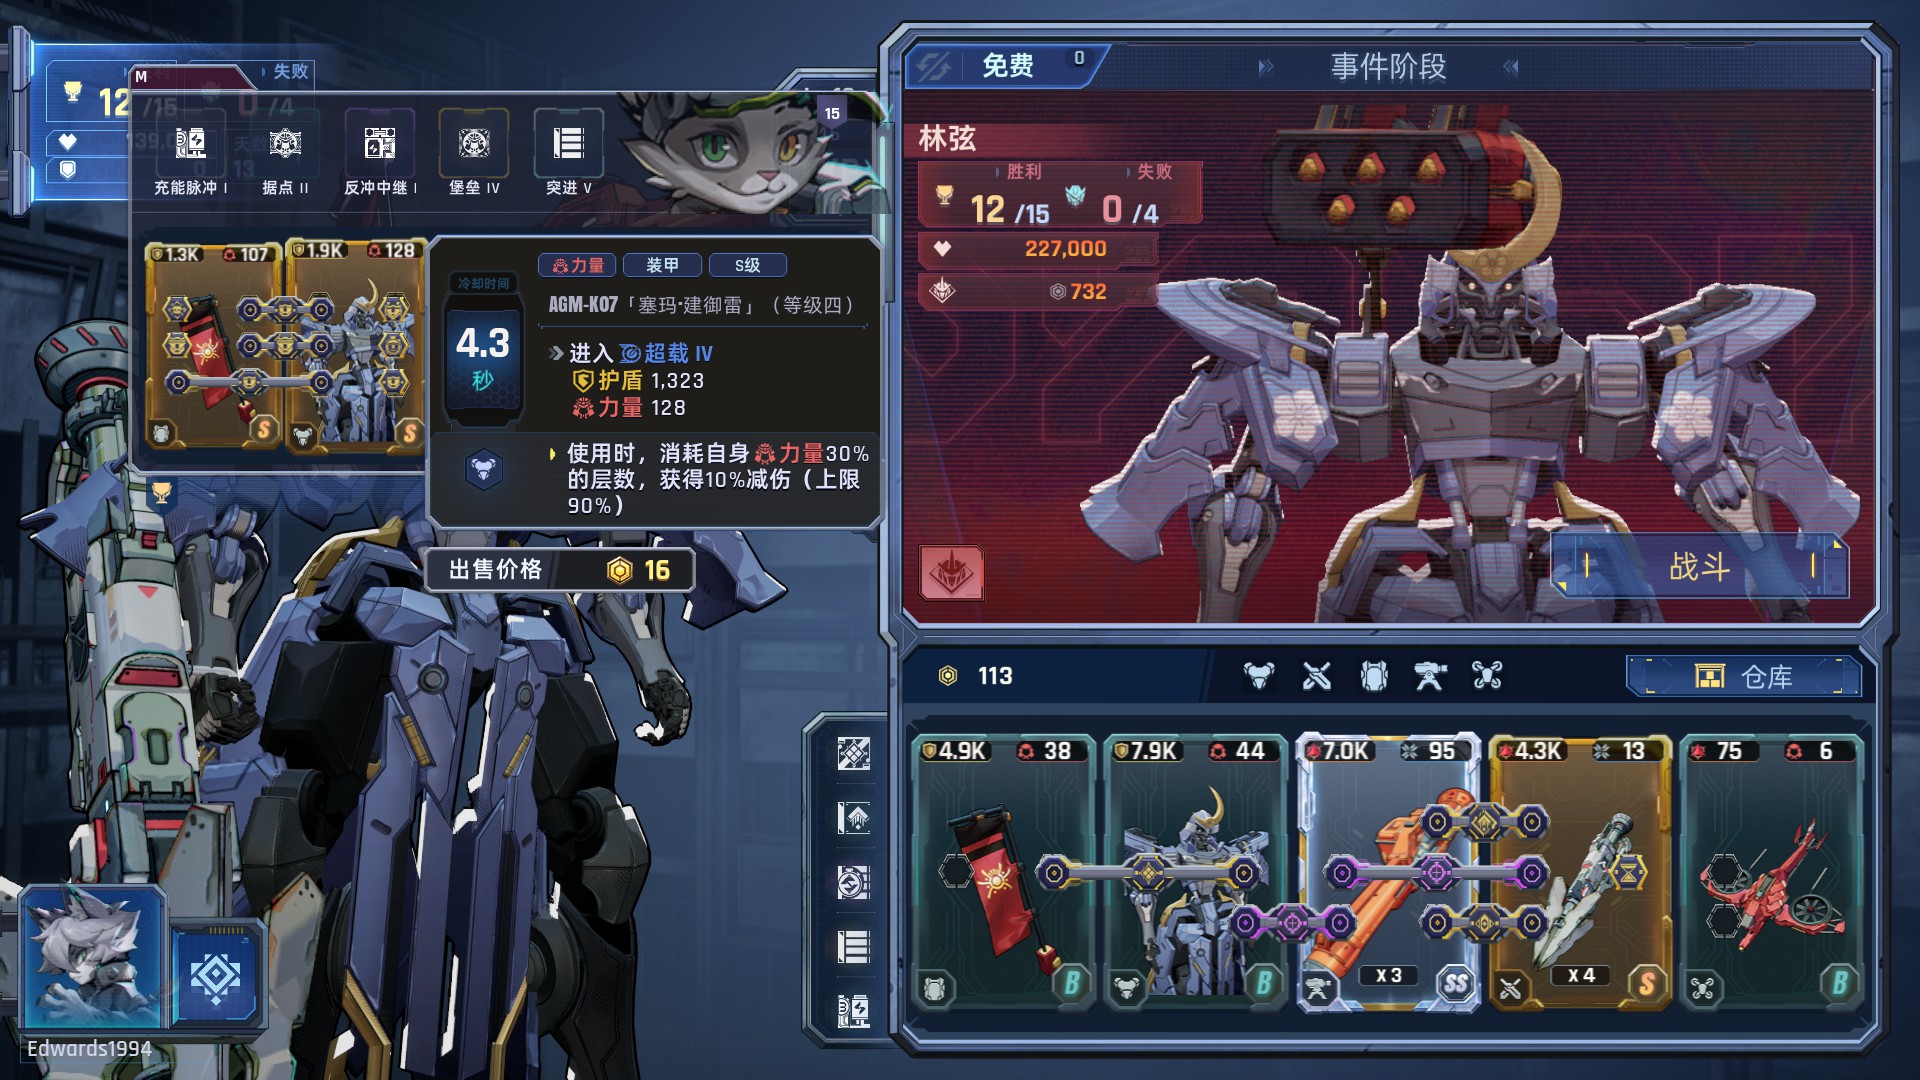 失败
12 /15
0 /4
M
15
充能脉冲 I
据点 II
反冲中继 I
堡垒 IV
突进 V
1.3K
107
1.9K
128
冷却时间
4.3
秒
力量
装甲
S级
AGM-K07「塞玛·建御雷」（等级四）
进入 超载 IV
护盾 1,323
力量 128
使用时，消耗自身力量30%
的层数，获得10%减伤（上限
90%）
S
S
出售价格
16
免费
0
事件阶段
林弦
胜利
失败
12 /15
0 /4
227,000
732
战斗
113
仓库
4.9K
38
7.9K
44
7.0K
95
4.3K
13
75
6
B
B
x3
SS
x4
S
B
Edwards1994